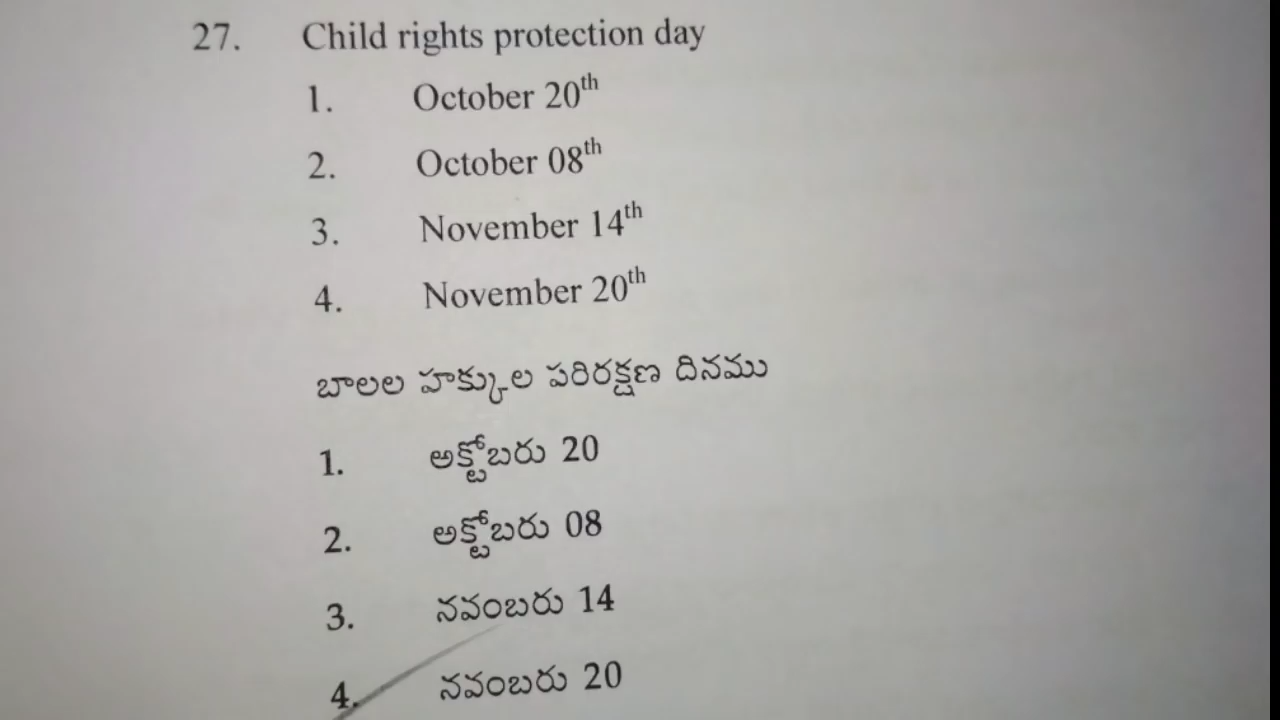 27. Child rights protection day
1. October 20th
2. October 08th
3. November 14th
4. November 20th
బాలల హక్కుల పరిరక్షణ దినము
1. అక్టోబరు 20
2. అక్టోబరు 08
3. నవంబరు 14
4. నవంబరు 20